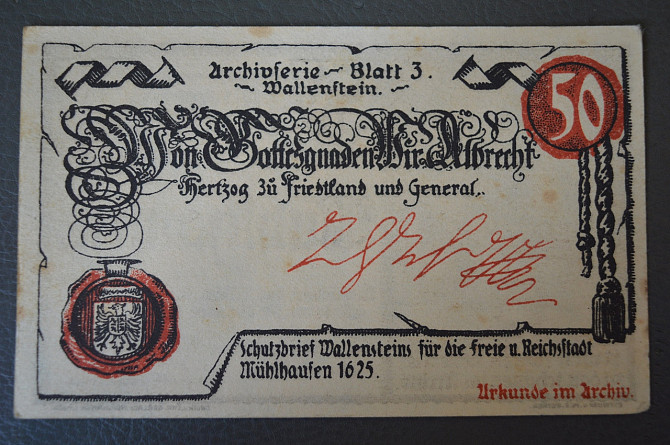 Archivserie - Blatt 3.
~ Wallenstein. ~
50
Von Gottesgnaden Wir Albrecht
Hertzog zu Friedtland und General..
Schutzbrief Wallensteins für die Freie u. Reichsstadt
Mühlhausen 1625.
Urkunde im Archiv.